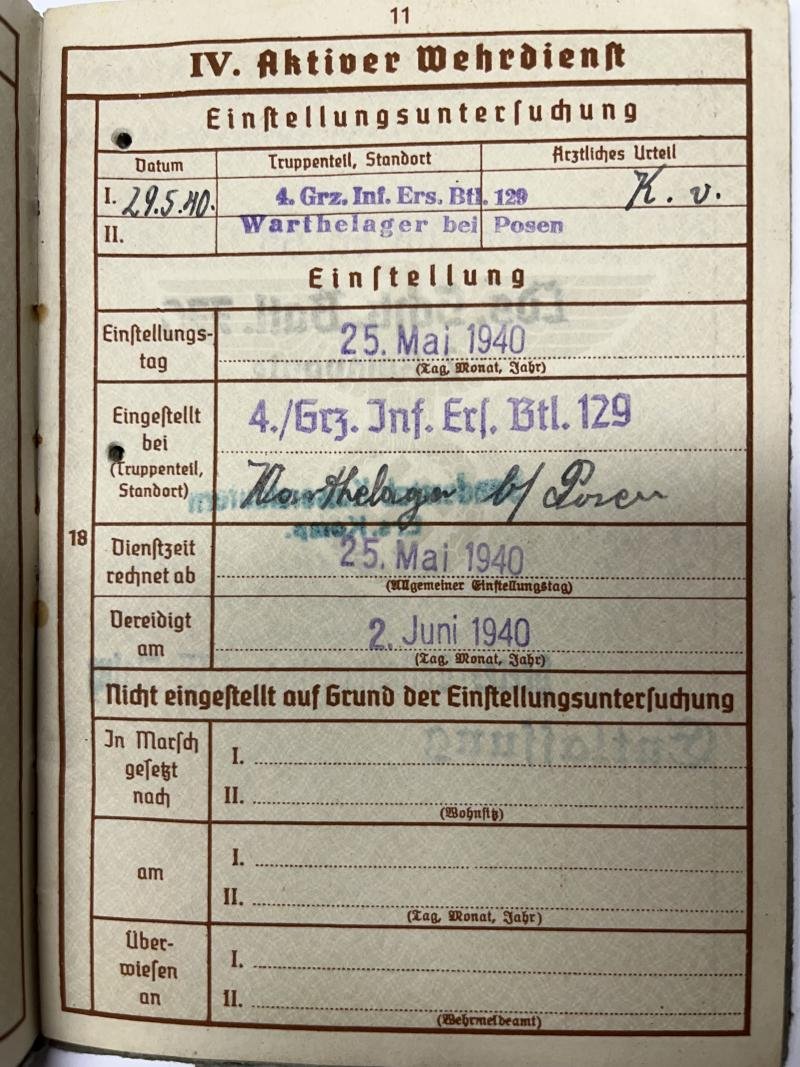 11
IV. Aktiver Wehrdienst
Einstellungsuntersuchung
Datum Truppenteil, Standort Ärztliches Urteil
I. 29.5.40. 4. Grz. Inf. Ers. Btl. 129 K. v.
II. Warthelager bei Posen
Einstellung
Einstellungs-
tag
25. Mai 1940
(Tag, Monat, Jahr)
Eingestellt
bei
(Truppenteil,
Standort)
4./Grz. Inf. Ers. Btl. 129
Warthelager b/ Posen
18
Dienstzeit
rechnet ab
25. Mai 1940
(Allgemeiner Einstellungstag)
Vereidigt
am
2. Juni 1940
(Tag, Monat, Jahr)
Nicht eingestellt auf Grund der Einstellungsuntersuchung
In Marsch
gesetzt
nach
I.
II.
(Wohnsitz)
am
I.
II.
(Tag, Monat, Jahr)
Über-
wiesen
an
I.
II.
(Wehrmeldeamt)